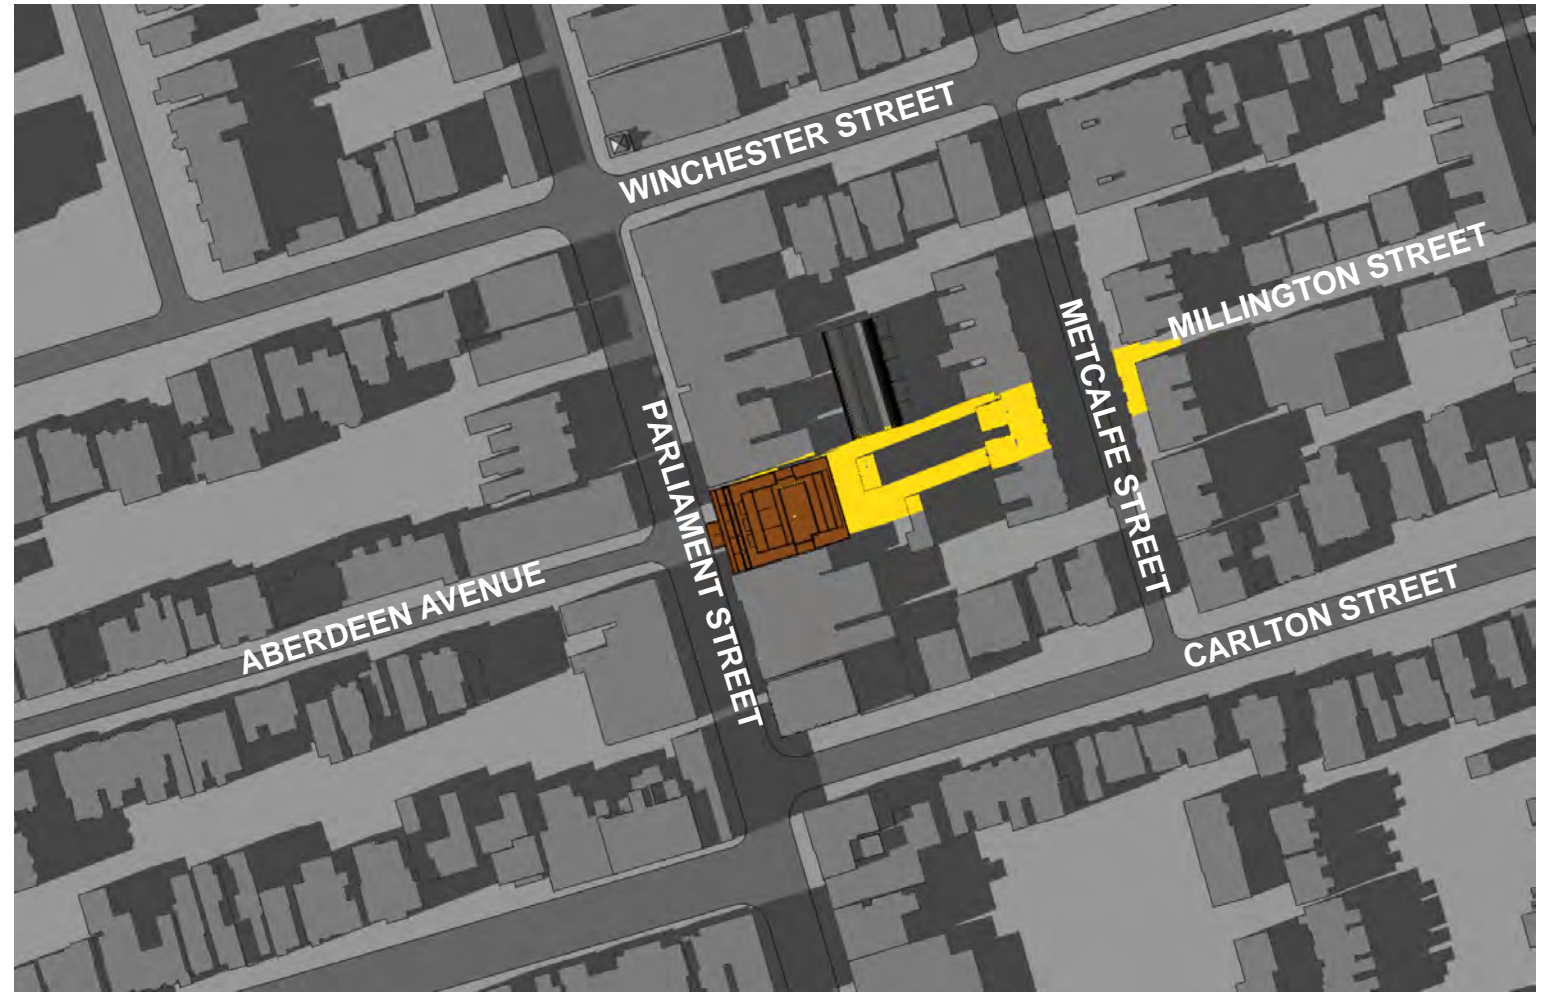 WINCHESTER STREET
MILLINGTON STREET
METCALFE STREET
PARLIAMENT STREET
ABERDEEN AVENUE
CARLTON STREET